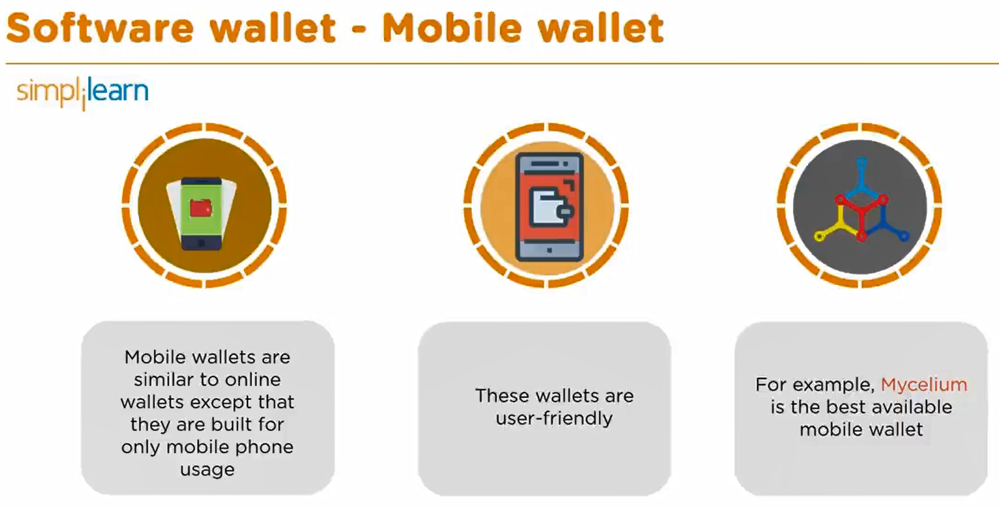 Software wallet - Mobile wallet
simplilearn
Mobile wallets are
similar to online
wallets except that
they are built for
only mobile phone
usage
These wallets are
user-friendly
For example, Mycelium
is the best available
mobile wallet